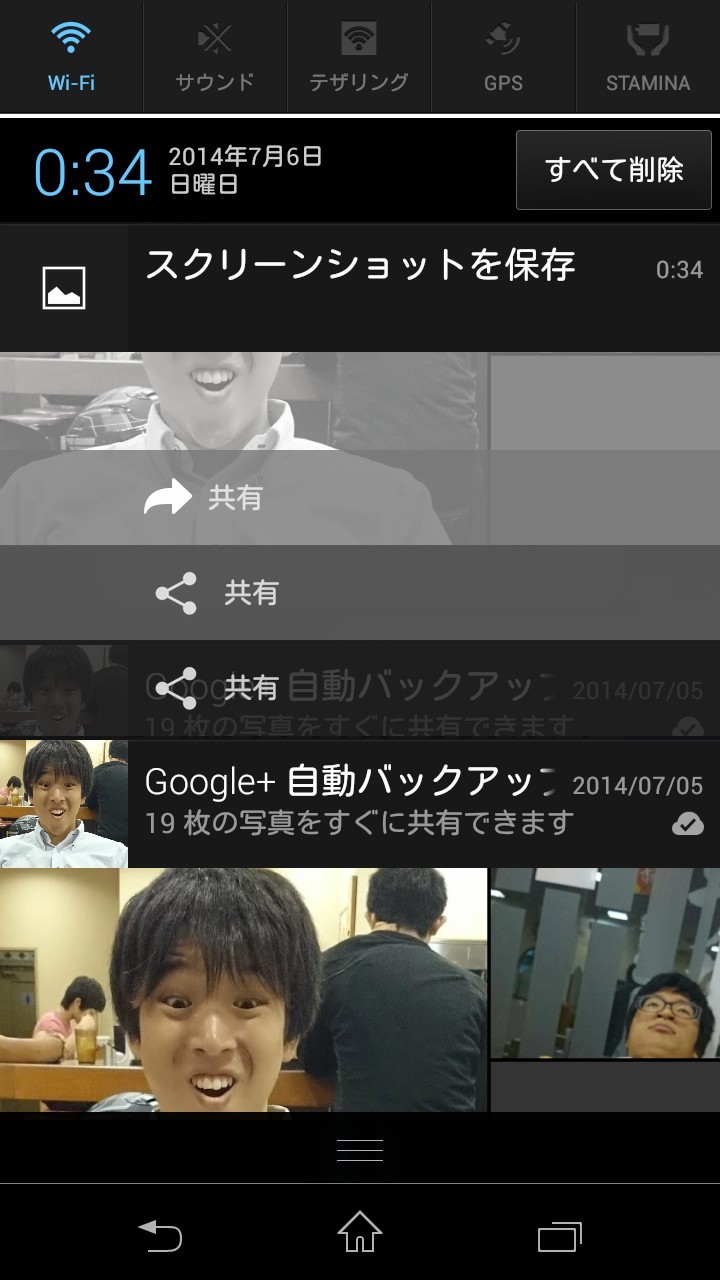 Wi-Fi
サウンド
テザリング
GPS
STAMINA
0:34
2014年7月6日
日曜日
すべて削除
スクリーンショットを保存
0:34
共有
共有
共有
Google+ 自動バックアップ 2014/07/05
19 枚の写真をすぐに共有できます
Google+ 自動バックアップ 2014/07/05
19 枚の写真をすぐに共有できます